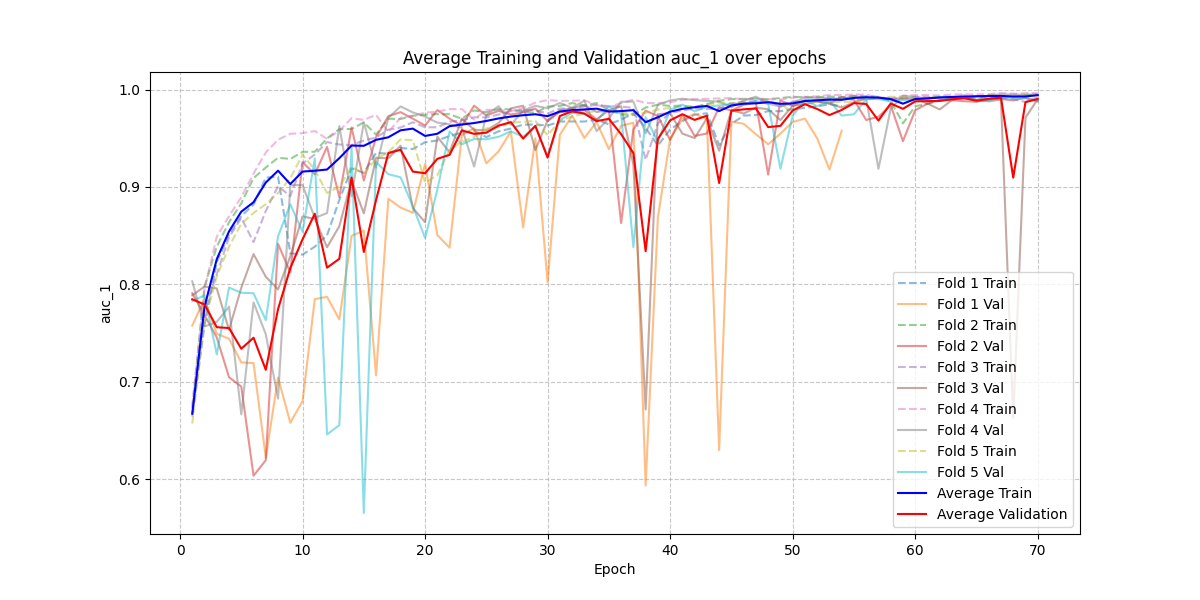 Average Training and Validation auc_1 over epochs
1.0
0.9
0.8
0.7
0.6
auc_1
0 10 20 30 40 50 60 70
Epoch
Fold 1 Train
Fold 1 Val
Fold 2 Train
Fold 2 Val
Fold 3 Train
Fold 3 Val
Fold 4 Train
Fold 4 Val
Fold 5 Train
Fold 5 Val
Average Train
Average Validation